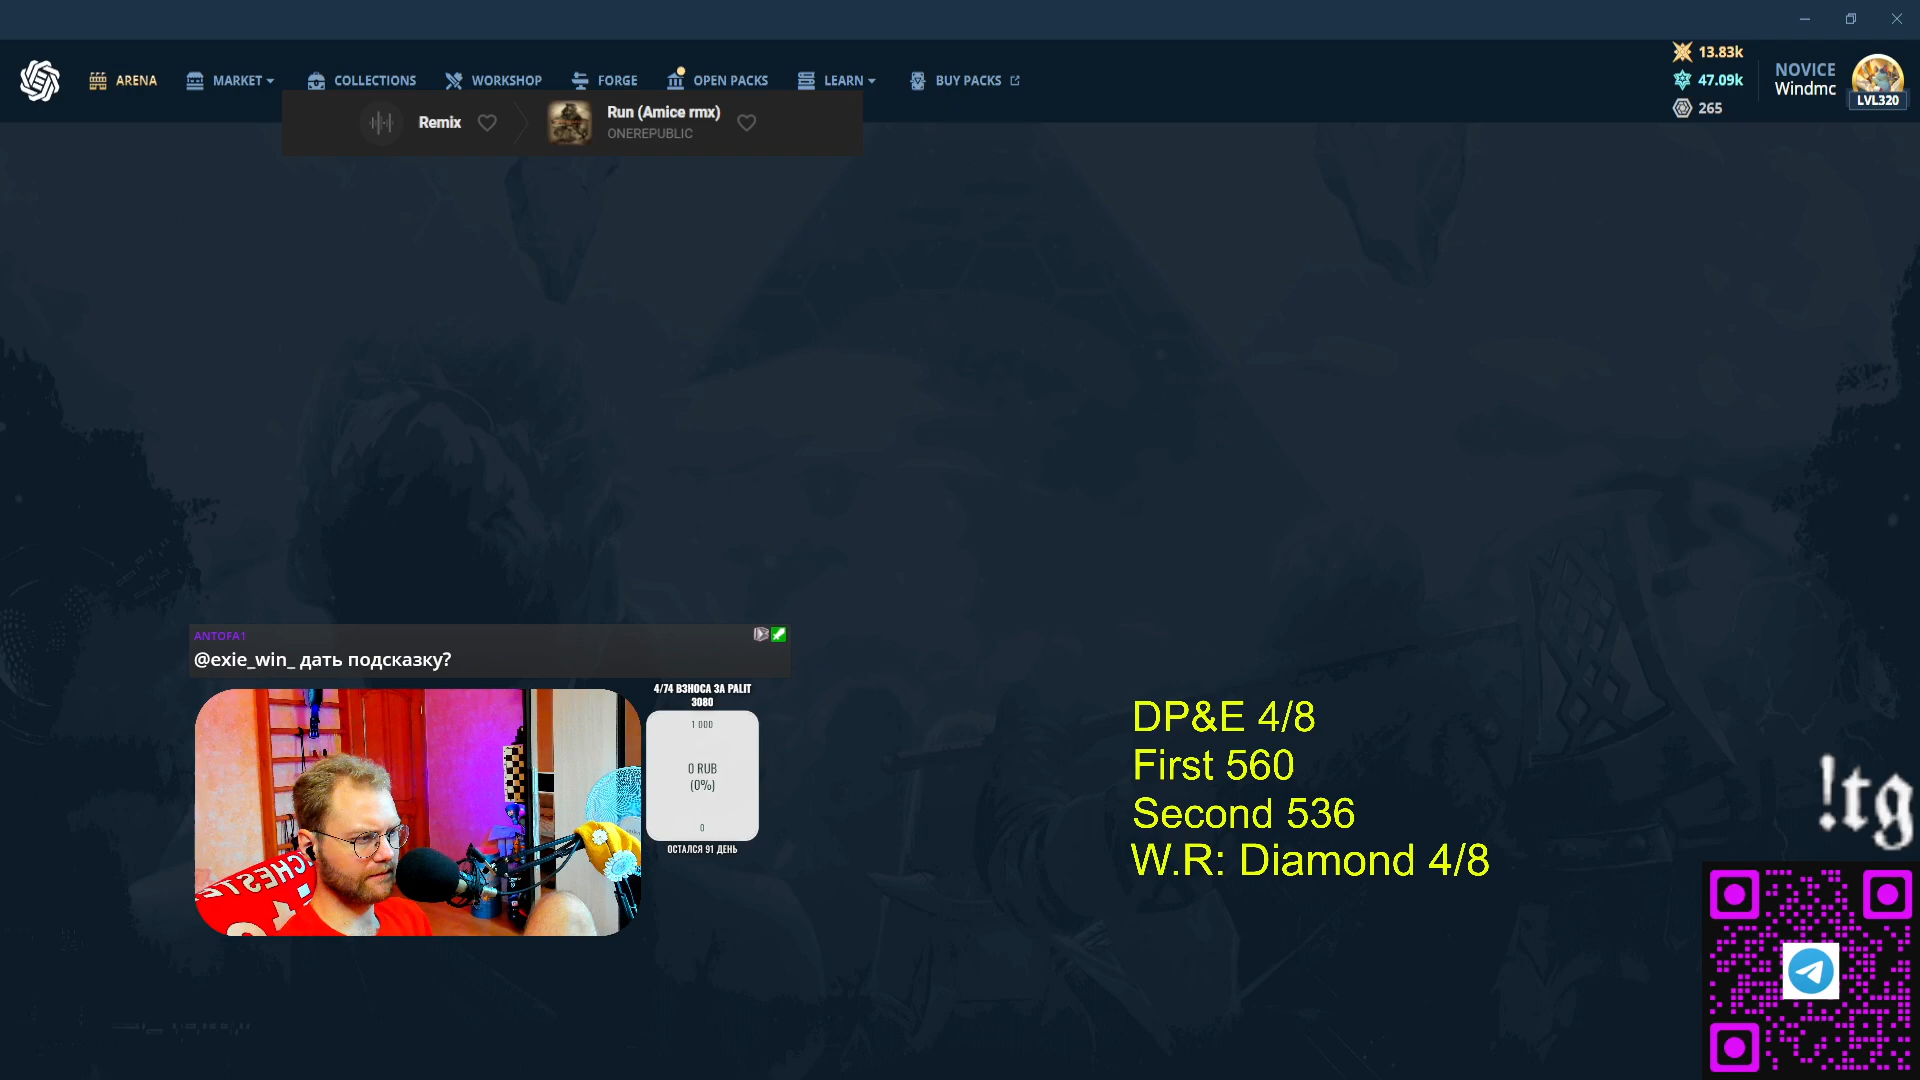 ARENA
MARKET
COLLECTIONS
WORKSHOP
FORGE
OPEN PACKS
LEARN
BUY PACKS
13.83k
47.09k
265
NOVICE
Windmc
LVL320
Remix
Run (Amice rmx)
ONEREPUBLIC
ANTOFA1
@exie_win_ дать подсказку?
4/74 ВЗНОСА ЗА PALIT
3080
1 000
0 RUB
(0%)
0
ОСТАЛСЯ 91 ДЕНЬ
DP&E 4/8
First 560
Second 536
W.R: Diamond 4/8
!tg